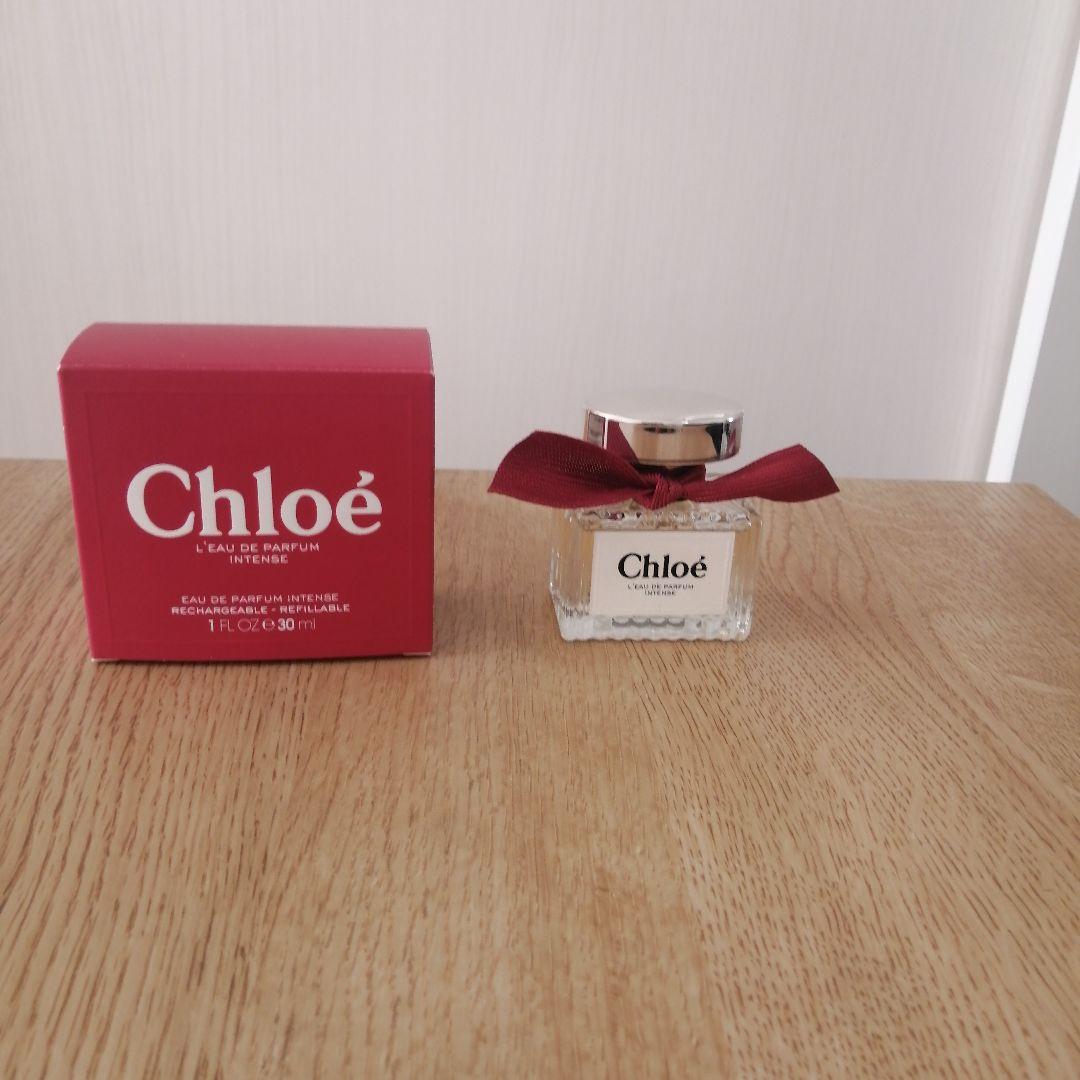 Chloé
L'EAU DE PARFUM
INTENSE
EAU DE PARFUM INTENSE
RECHARGEABLE - REFILLABLE
1 FL OZ e 30 ml
Chloé
L'EAU DE PARFUM
INTENSE